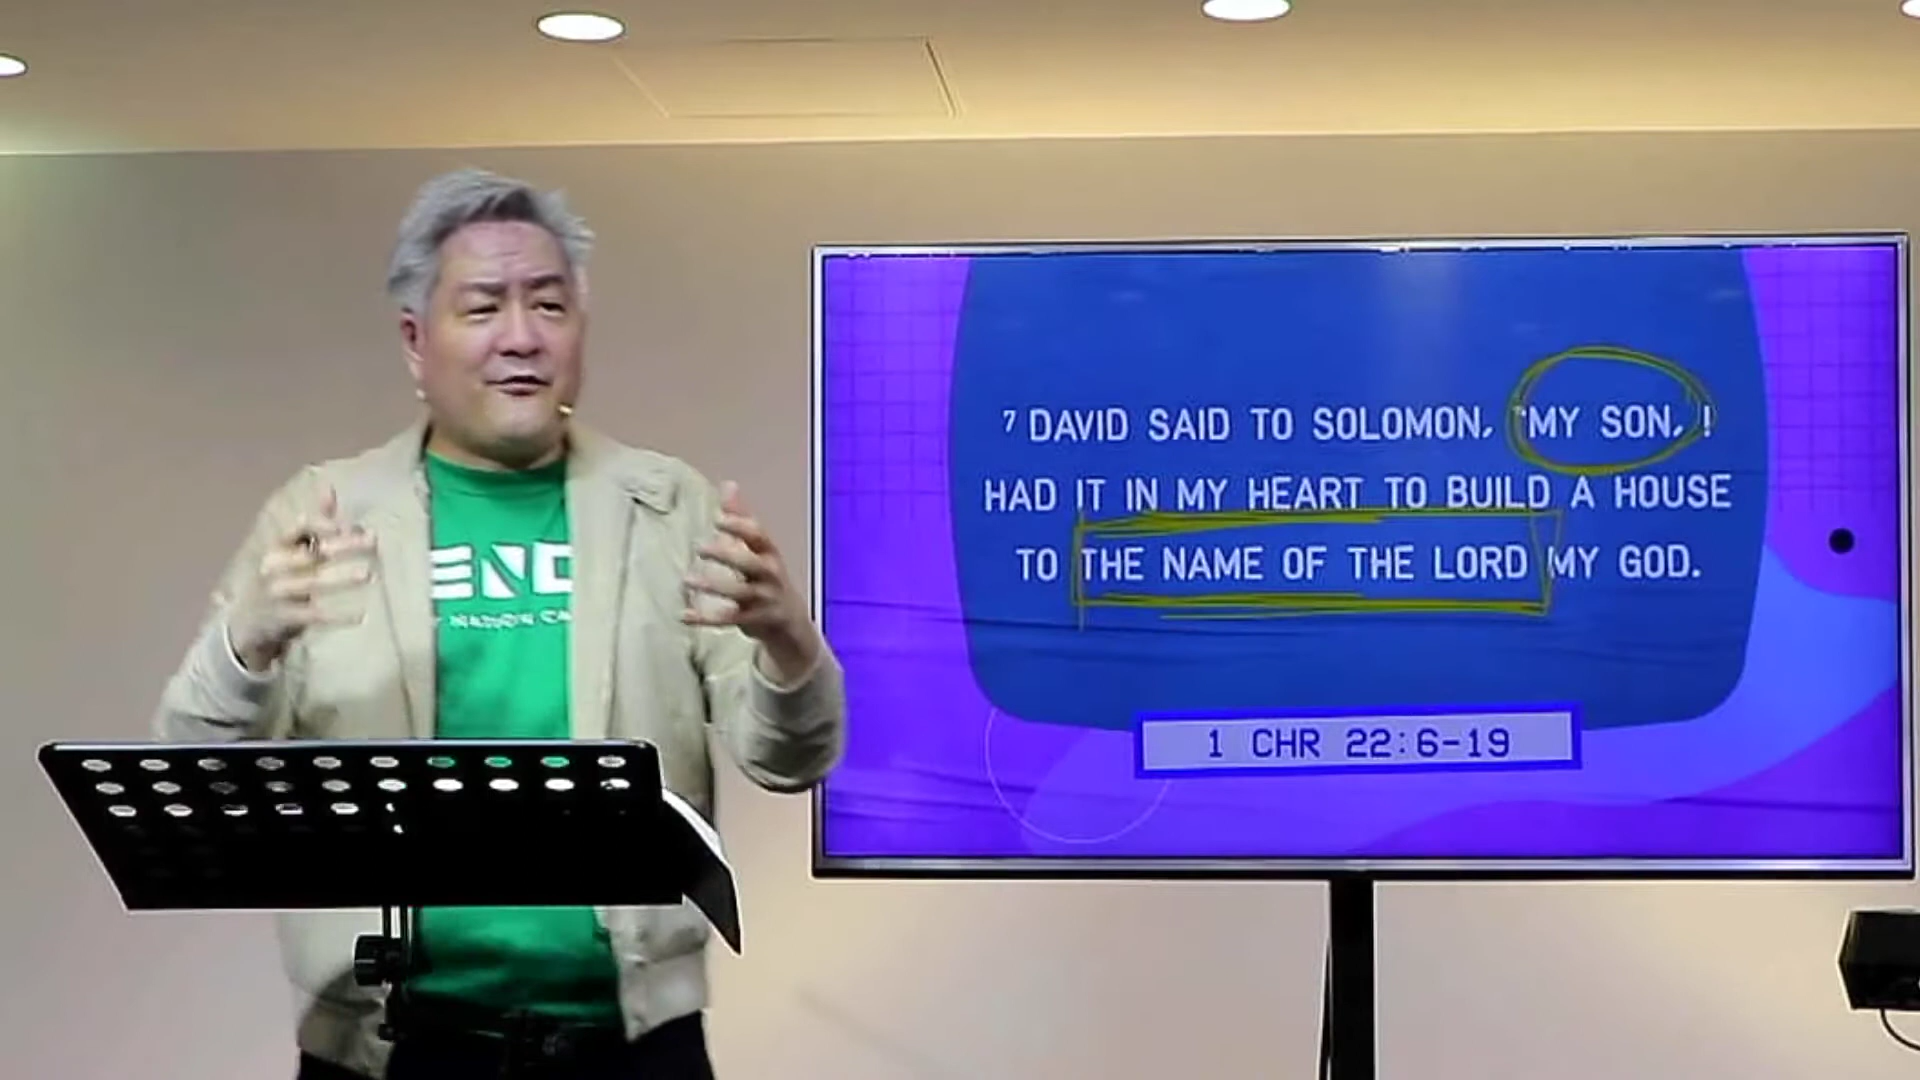 7 DAVID SAID TO SOLOMON, "MY SON, I
HAD IT IN MY HEART TO BUILD A HOUSE
TO THE NAME OF THE LORD MY GOD.
1 CHR 22:6-19